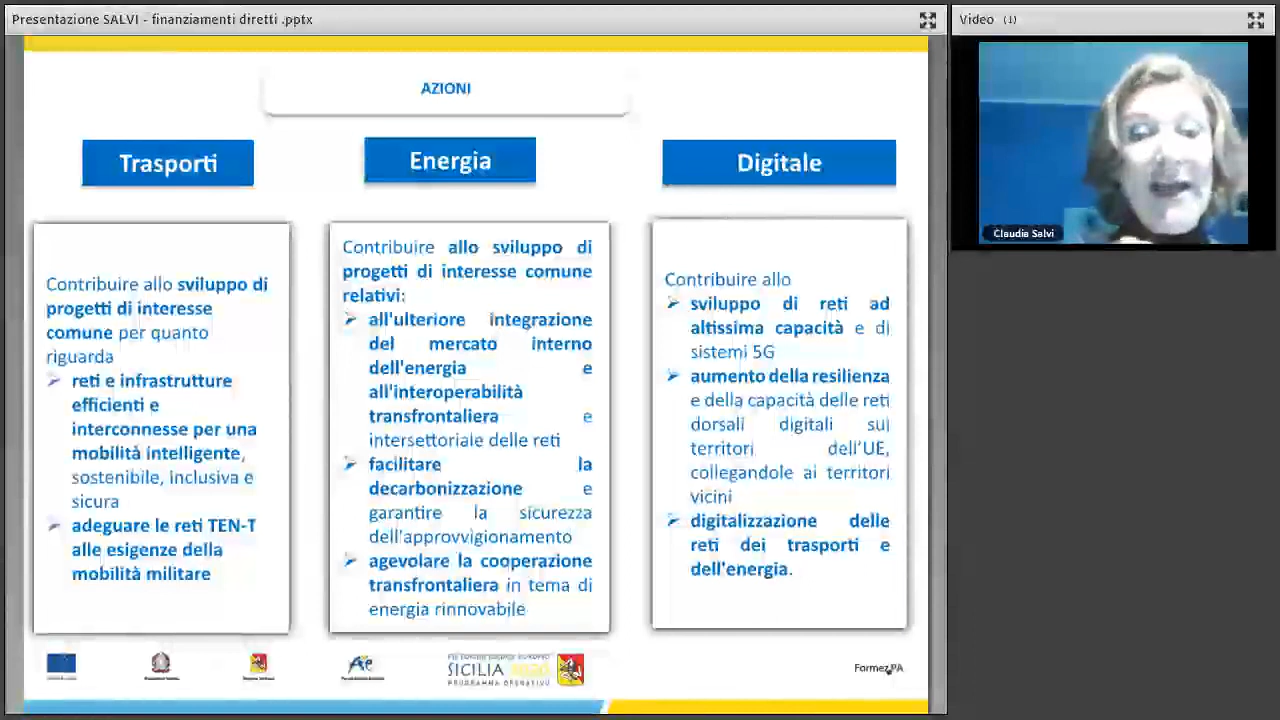 Presentazione SALVI - finanziamenti diretti .pptx
Video (1)
Claudia Salvi
AZIONI
Trasporti
Contribuire allo sviluppo di
progetti di interesse
comune per quanto
riguarda
reti e infrastrutture
efficienti e
interconnesse per una
mobilità intelligente,
sostenibile, inclusiva e
sicura
adeguare le reti TEN-T
alle esigenze della
mobilità militare
Energia
Contribuire allo sviluppo di
progetti di interesse comune
relativi:
all'ulteriore integrazione
del mercato interno
dell'energia e
all'interoperabilità
transfrontaliera e
intersettoriale delle reti
facilitare la
decarbonizzazione e
garantire la sicurezza
dell'approvvigionamento
agevolare la cooperazione
transfrontaliera in tema di
energia rinnovabile
Digitale
Contribuire allo
sviluppo di reti ad
altissima capacità e di
sistemi 5G
aumento della resilienza
e della capacità delle reti
dorsali digitali sui
territori dell'UE,
collegandole ai territori
vicini
digitalizzazione delle
reti dei trasporti e
dell'energia.
SICILIA
PROGRAMMA OPERATIVO
Formez PA